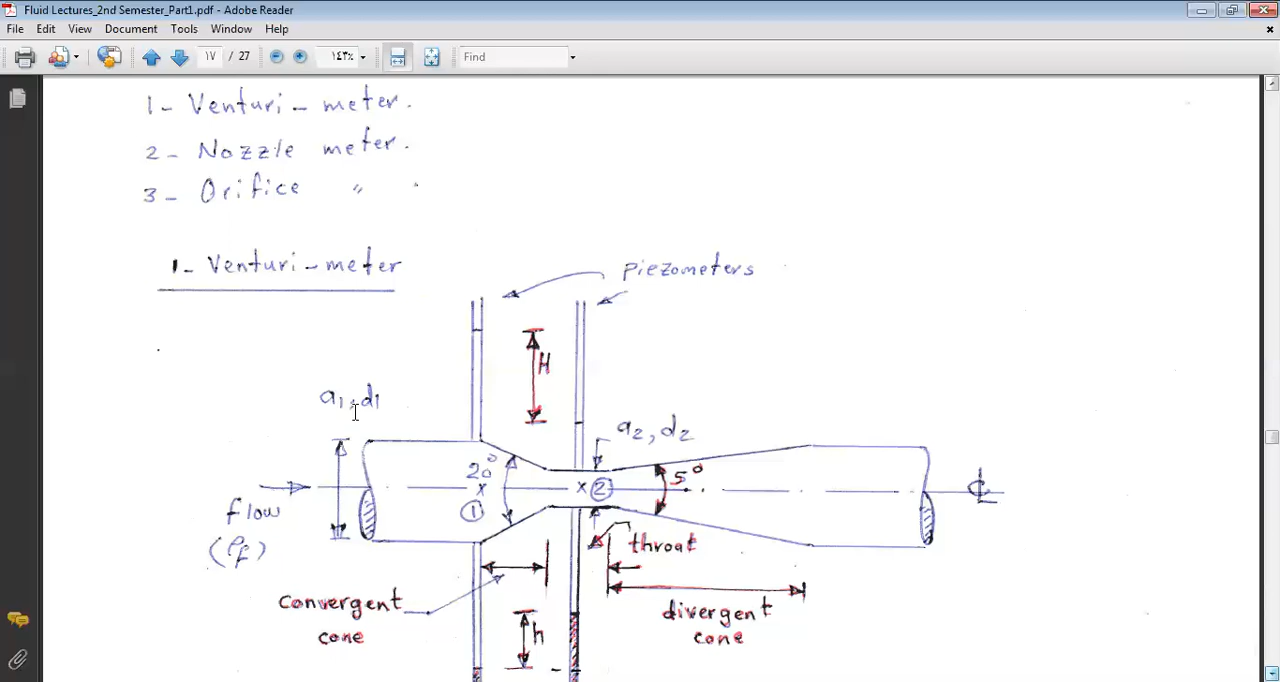 Fluid Lectures_2nd Semester_Part1.pdf - Adobe Reader
File Edit View Document Tools Window Help
١٧ / 27 ١٤٣% Find
1- Venturi-meter.
2- Nozzle meter.
3- Orifice " .
1- Venturi-meter
piezometers
H
a1, d1
a2, d2
20°
5°
1
2
flow
(ρf)
throat
convergent
cone
divergent
cone
h